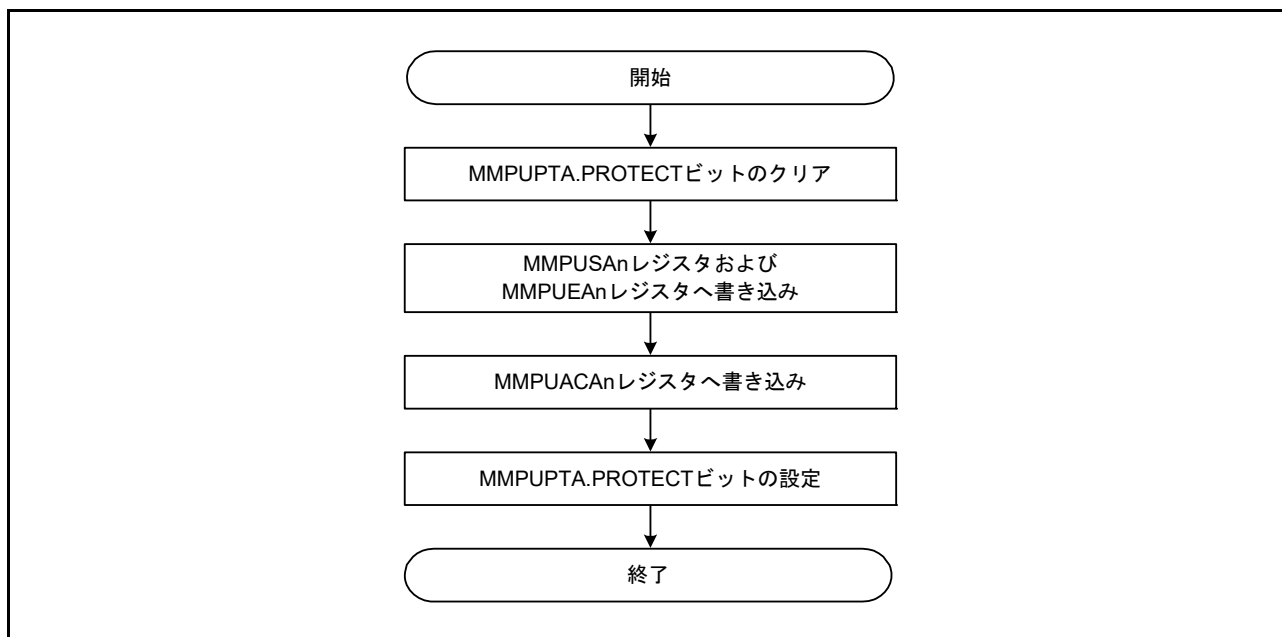 開始
MMPUPTA.PROTECTビットのクリア
MMPUSAnレジスタおよび
MMPUEAnレジスタへ書き込み
MMPUACAnレジスタへ書き込み
MMPUPTA.PROTECTビットの設定
終了